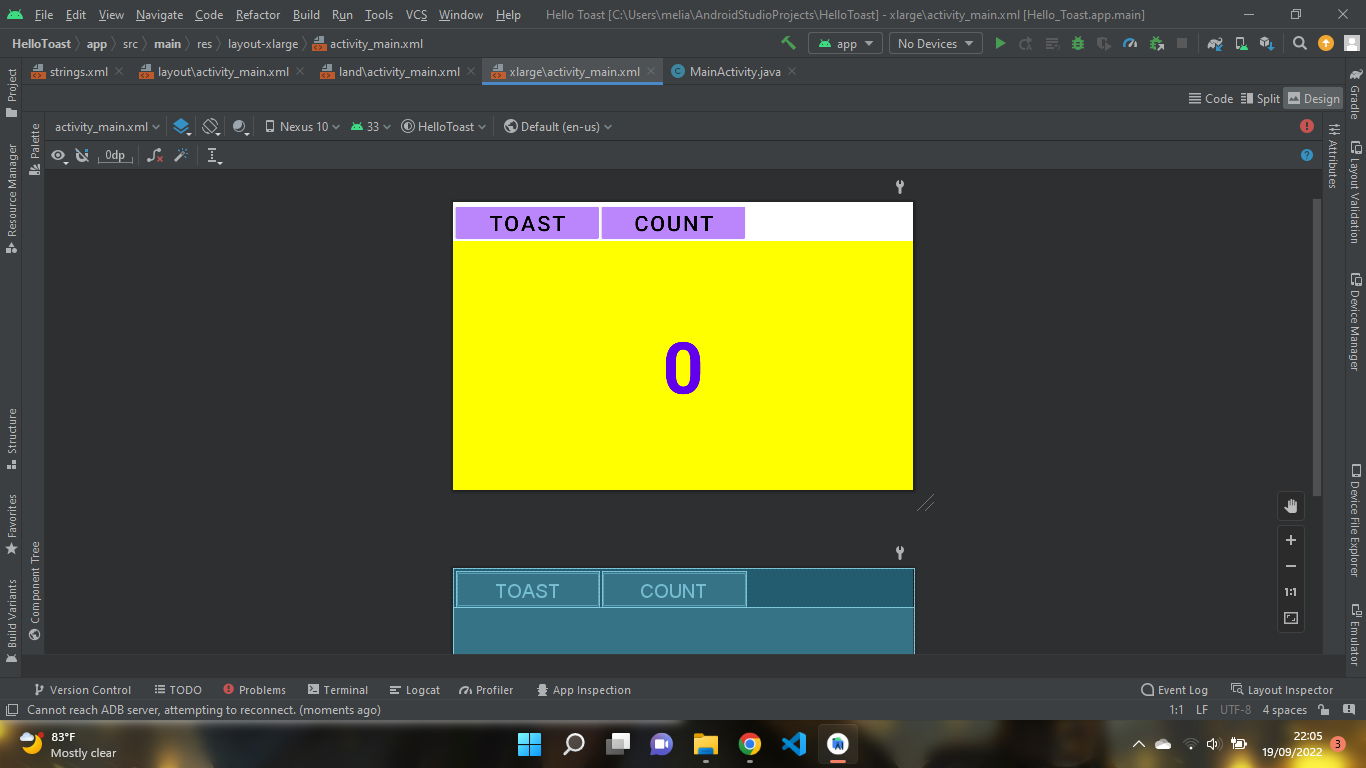 File Edit View Navigate Code Refactor Build Run Tools VCS Window Help Hello Toast [C:\Users\melia\AndroidStudioProjects\HelloToast] - xlarge\activity_main.xml [Hello_Toast.app.main]
HelloToast app src main res layout-xlarge activity_main.xml app No Devices
strings.xml layout\activity_main.xml land\activity_main.xml xlarge\activity_main.xml MainActivity.java
Code Split Design
activity_main.xml Nexus 10 33 HelloToast Default (en-us)
0dp
Project
Resource Manager
Structure
Favorites
Build Variants
Palette
Component Tree
TOAST COUNT
0
TOAST COUNT
1:1
Attributes
Gradle
Layout Validation
Device Manager
Device File Explorer
Emulator
Version Control TODO Problems Terminal Logcat Profiler App Inspection Event Log Layout Inspector
Cannot reach ADB server, attempting to reconnect. (moments ago) 1:1 LF UTF-8 4 spaces
83°F
Mostly clear
22:05
19/09/2022
3